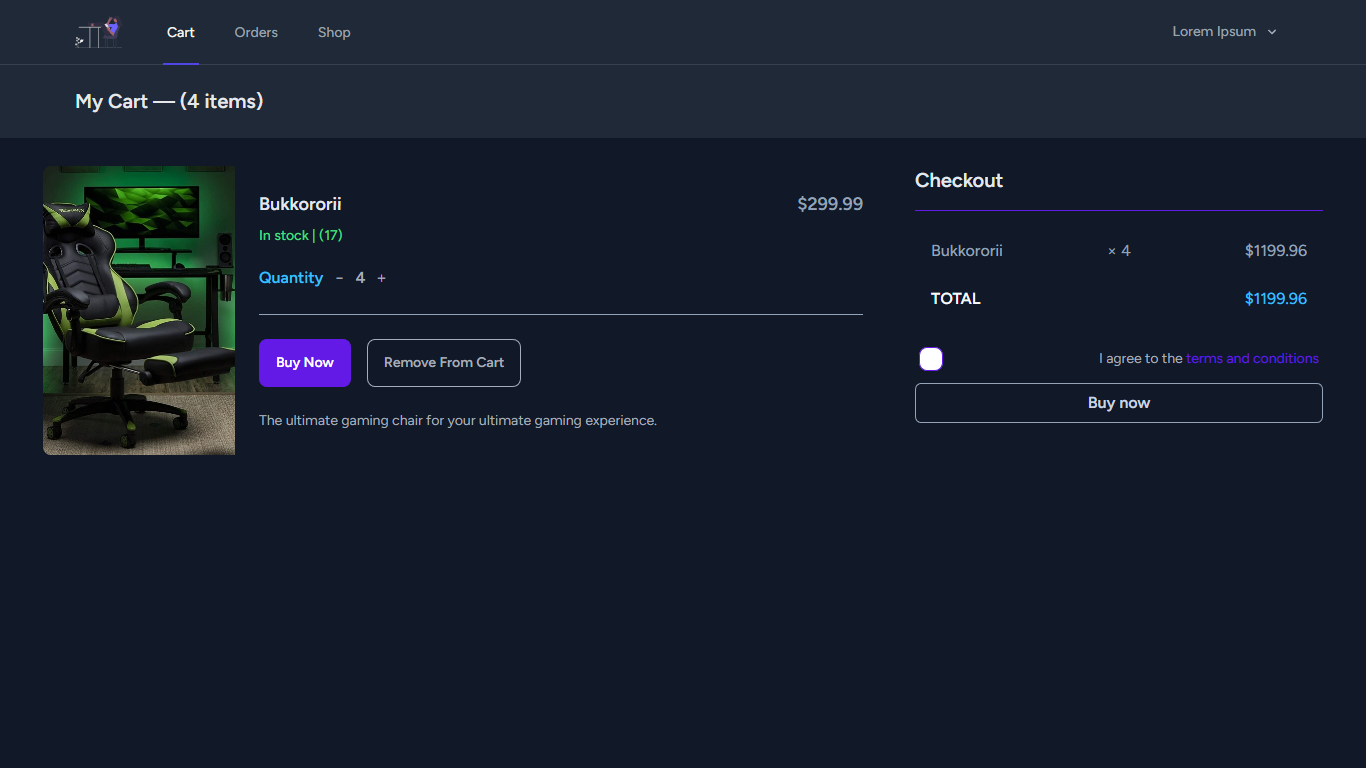 Cart Orders Shop Lorem Ipsum
My Cart — (4 items)
Bukkororii $299.99
In stock | (17)
Quantity - 4 +
Buy Now Remove From Cart
The ultimate gaming chair for your ultimate gaming experience.
Checkout
Bukkororii × 4 $1199.96
TOTAL $1199.96
I agree to the terms and conditions
Buy now